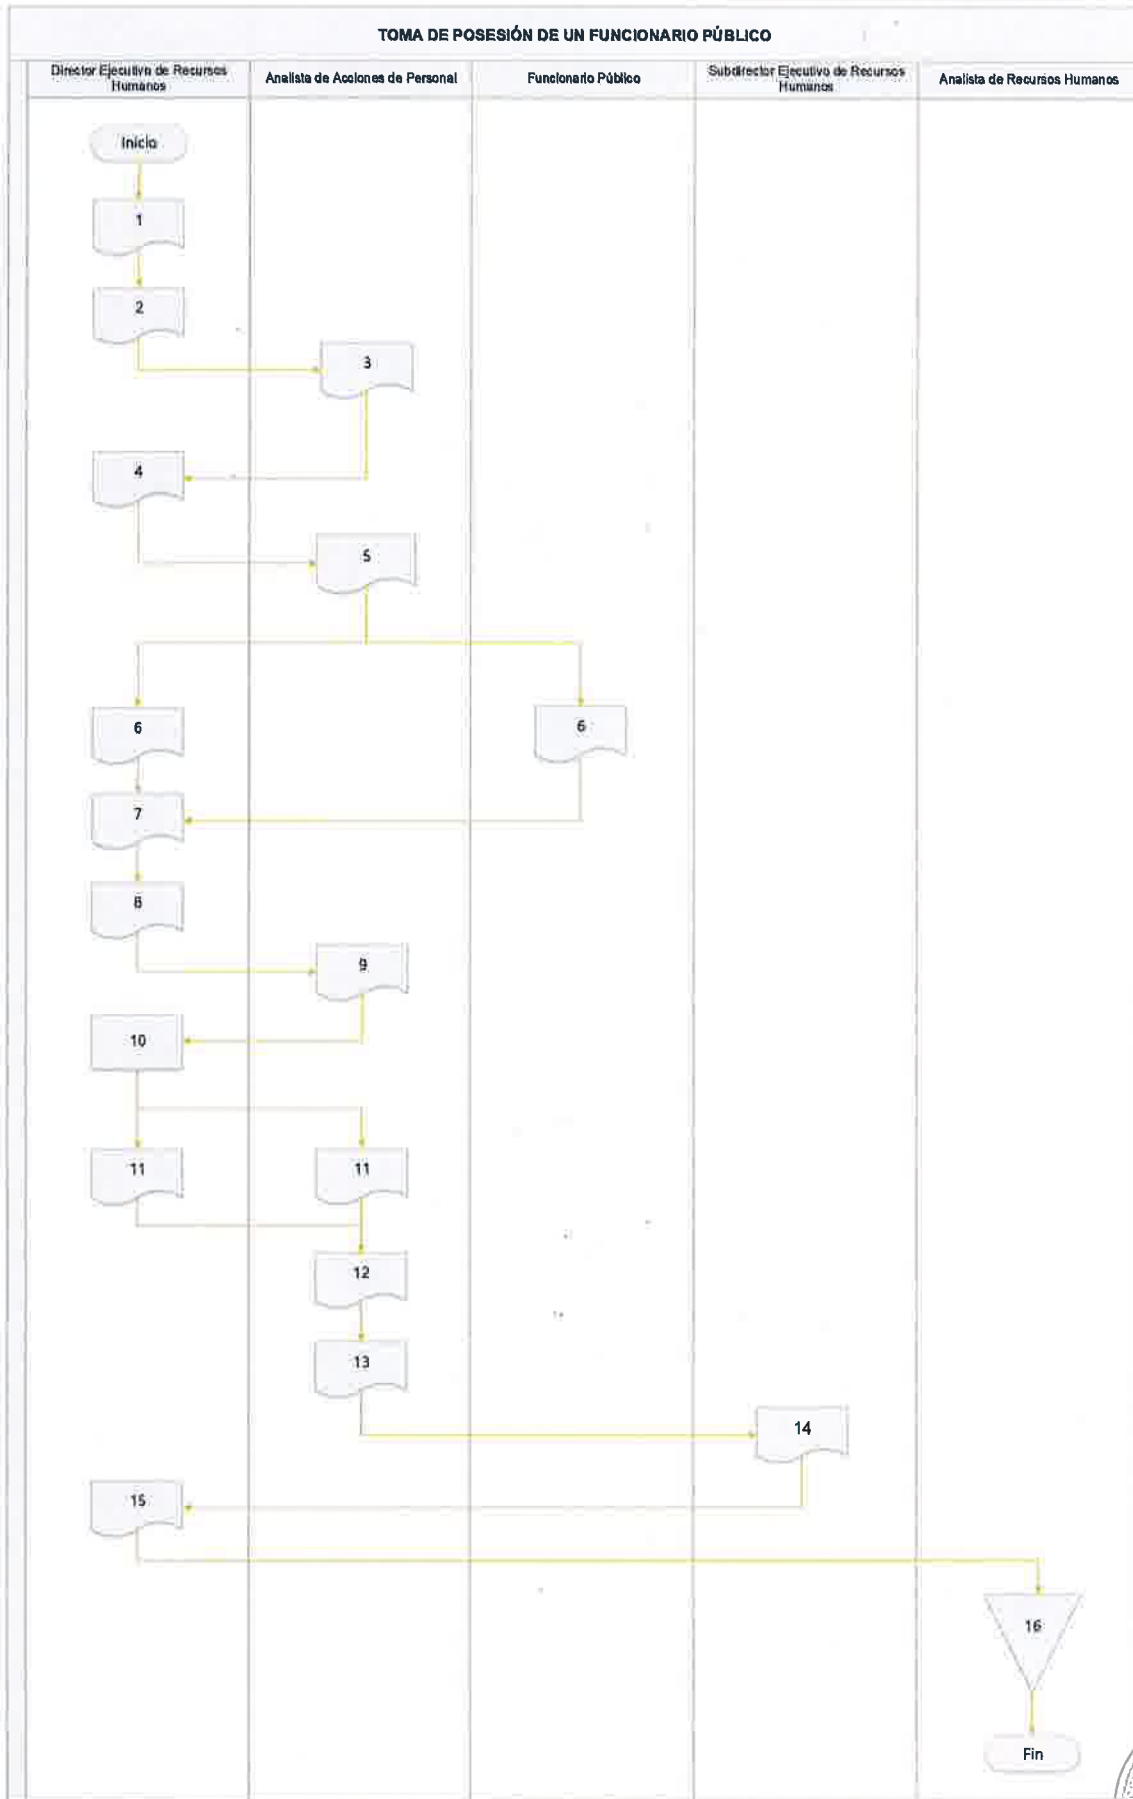 TOMA DE POSESIÓN DE UN FUNCIONARIO PÚBLICO
Director Ejecutivo de Recursos
Humanos
Analista de Acciones de Personal
Funcionario Público
Subdirector Ejecutivo de Recursos
Humanos
Analista de Recursos Humanos
Inicio
1
2
3
4
5
6
6
7
8
9
10
11
11
12
13
14
15
16
Fin